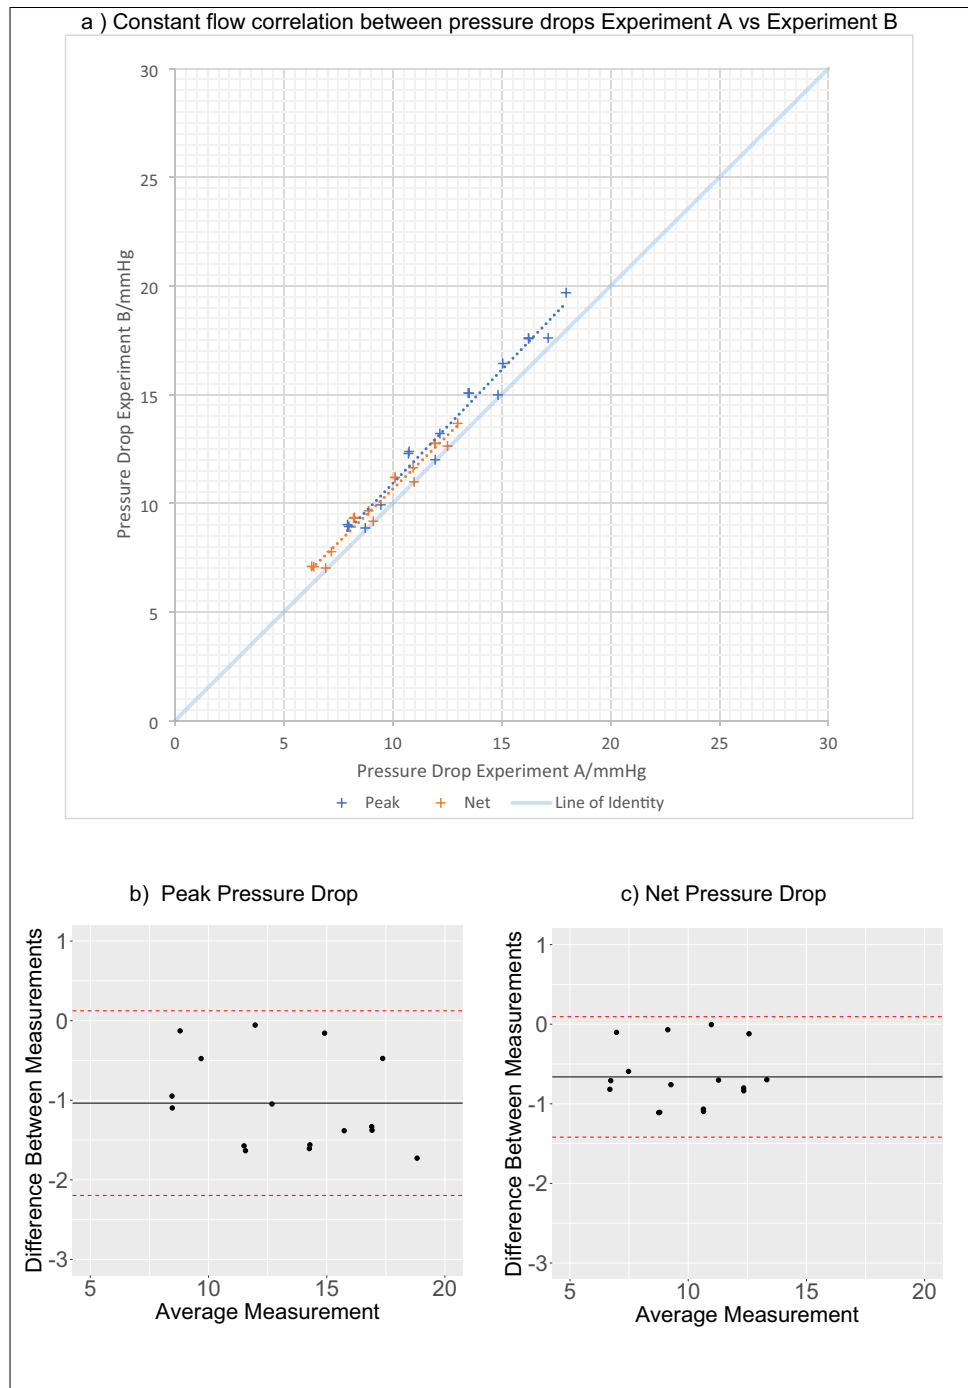 a ) Constant flow correlation between pressure drops Experiment A vs Experiment B
30
25
20
15
10
5
0
Pressure Drop Experiment B/mmHg
0 5 10 15 20 25 30
Pressure Drop Experiment A/mmHg
Peak Net Line of Identity
b) Peak Pressure Drop
1
0
-1
-2
-3
Difference Between Measurements
5 10 15 20
Average Measurement
c) Net Pressure Drop
1
0
-1
-2
-3
Difference Between Measurements
5 10 15 20
Average Measurement